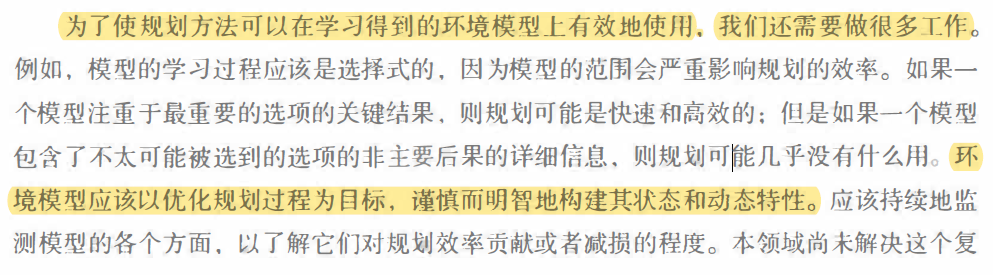 为了使规划方法可以在学习得到的环境模型上有效地使用，我们还需要做很多工作。
例如，模型的学习过程应该是选择式的，因为模型的范围会严重影响规划的效率。如果一
个模型注重于最重要的选项的关键结果，则规划可能是快速和高效的；但是如果一个模型
包含了不太可能被选到的选项的非主要后果的详细信息，则规划可能几乎没有什么用。环
境模型应该以优化规划过程为目标，谨慎而明智地构建其状态和动态特性。应该持续地监
测模型的各个方面，以了解它们对规划效率贡献或者减损的程度。本领域尚未解决这个复